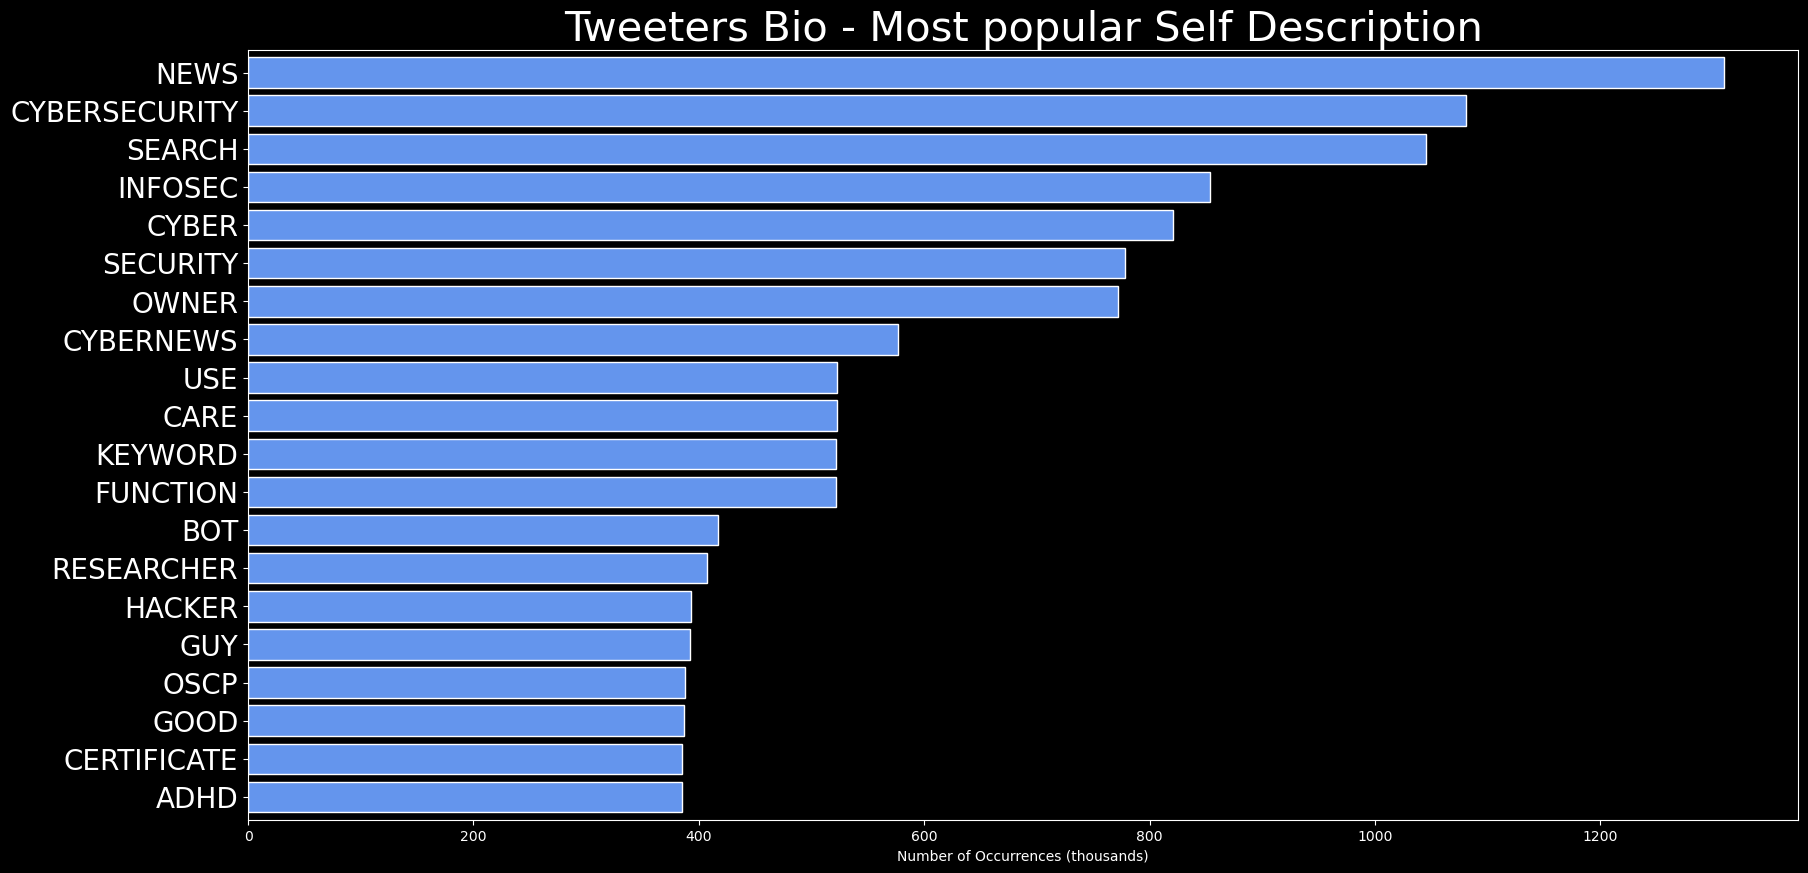 Tweeters Bio - Most popular Self Description
NEWS
CYBERSECURITY
SEARCH
INFOSEC
CYBER
SECURITY
OWNER
CYBERNEWS
USE
CARE
KEYWORD
FUNCTION
BOT
RESEARCHER
HACKER
GUY
OSCP
GOOD
CERTIFICATE
ADHD
0 200 400 600 800 1000 1200
Number of Occurrences (thousands)